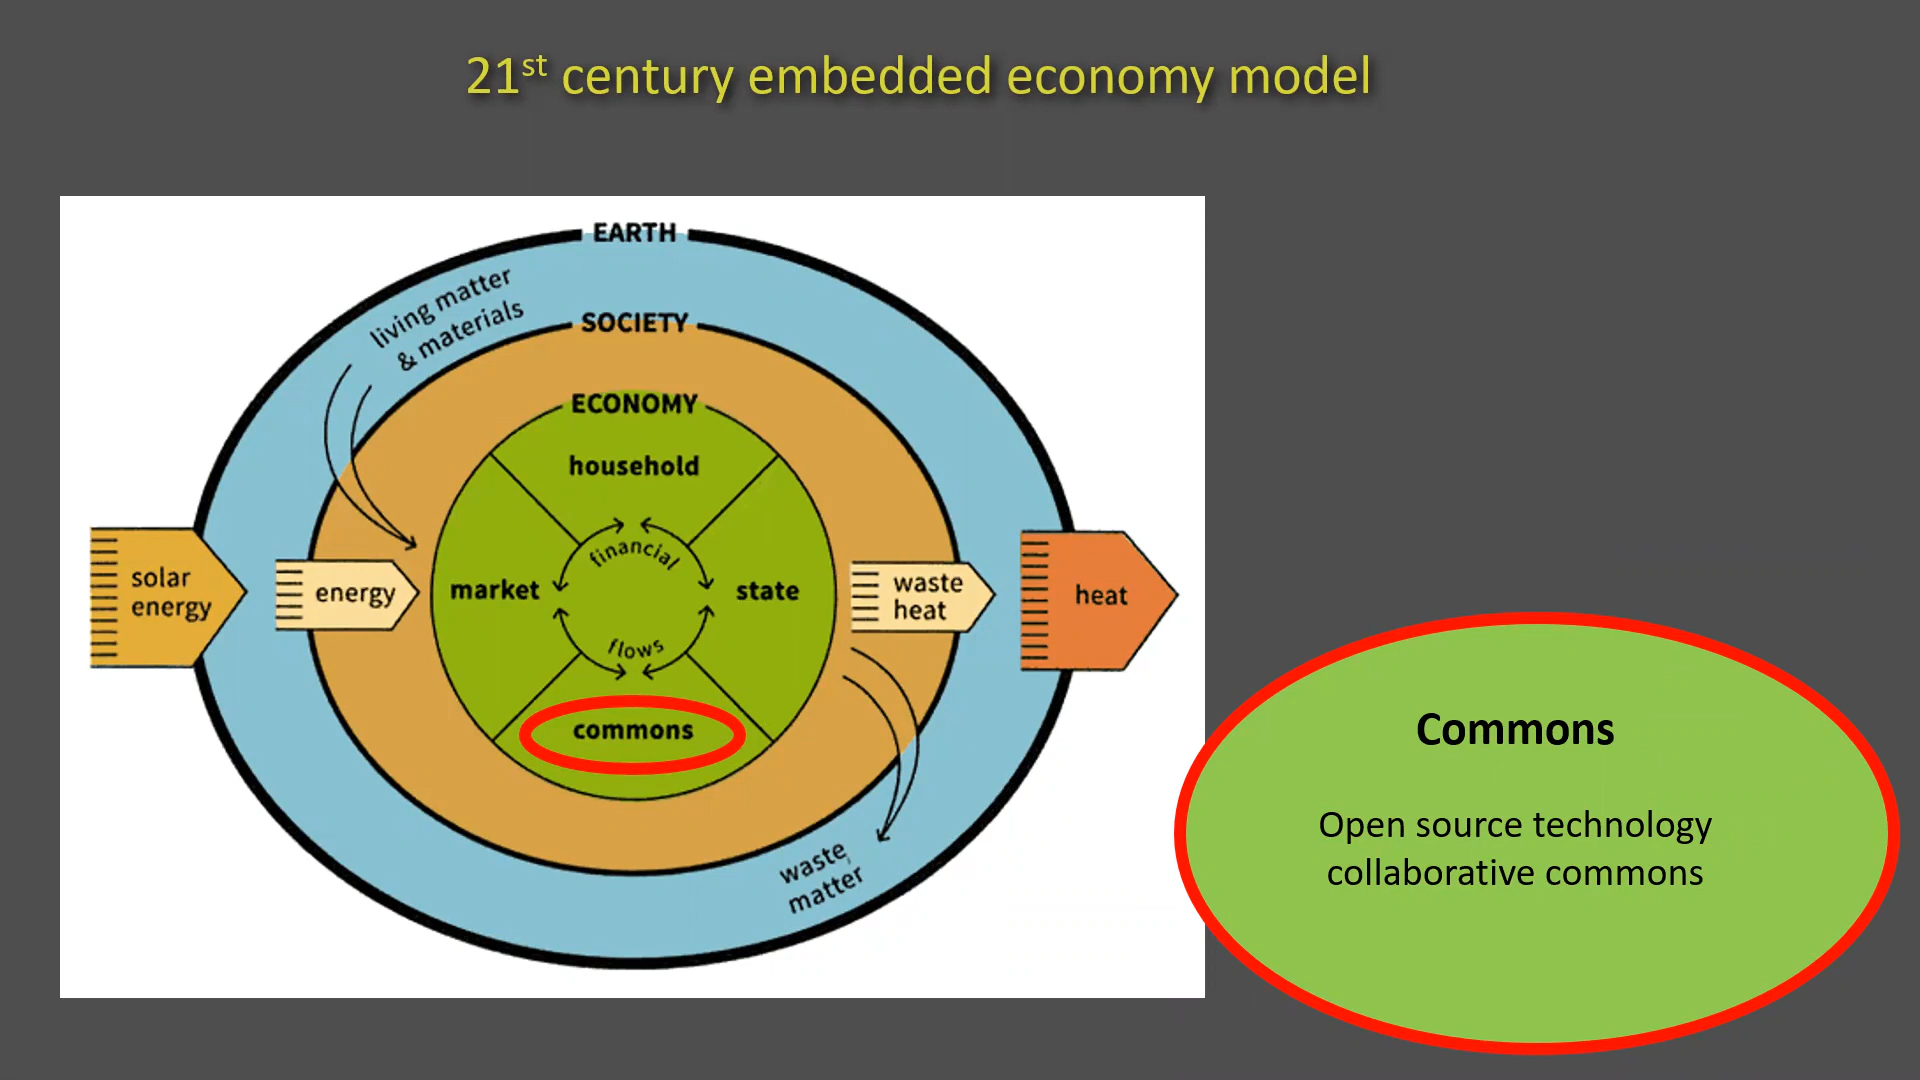 21st century embedded economy model
EARTH
living matter
& materials
SOCIETY
ECONOMY
household
financial
solar
energy
energy
market
state
waste
heat
heat
flows
commons
waste,
matter
Commons
Open source technology
collaborative commons